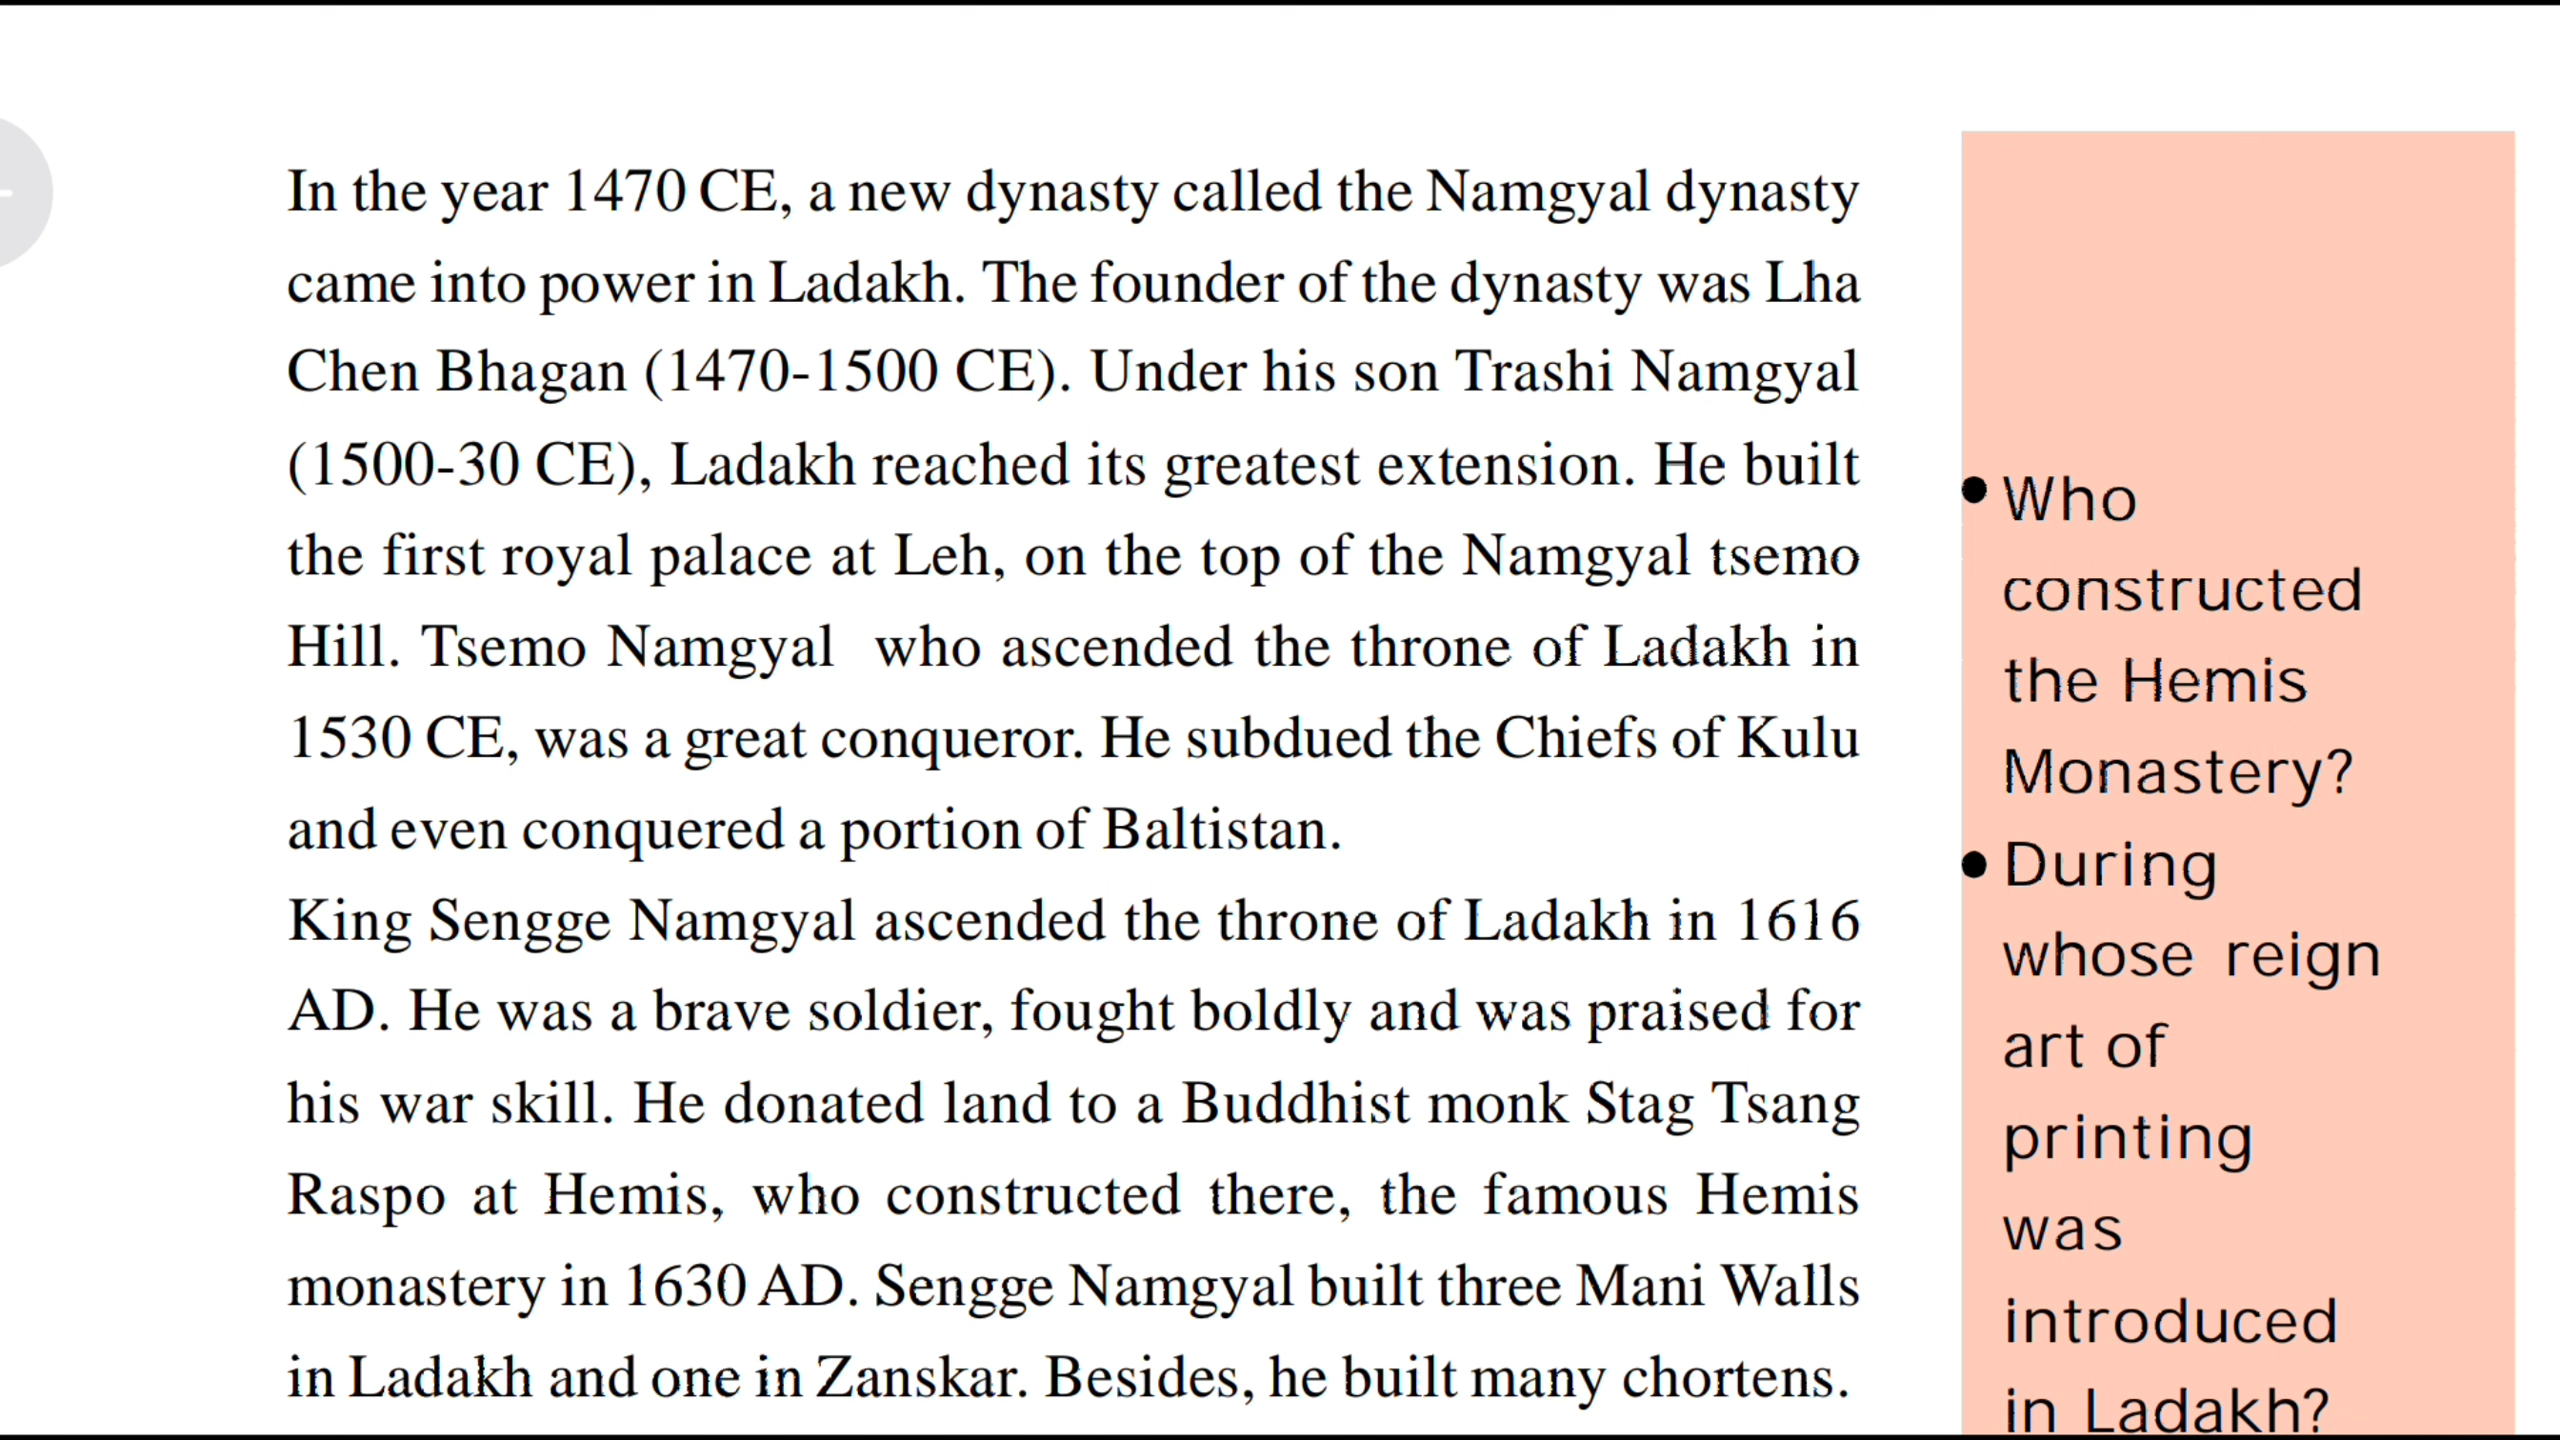 In the year 1470 CE, a new dynasty called the Namgyal dynasty
came into power in Ladakh. The founder of the dynasty was Lha
Chen Bhagan (1470-1500 CE). Under his son Trashi Namgyal
(1500-30 CE), Ladakh reached its greatest extension. He built
the first royal palace at Leh, on the top of the Namgyal tsemo
Hill. Tsemo Namgyal who ascended the throne of Ladakh in
1530 CE, was a great conqueror. He subdued the Chiefs of Kulu
and even conquered a portion of Baltistan.
King Sengge Namgyal ascended the throne of Ladakh in 1616
AD. He was a brave soldier, fought boldly and was praised for
his war skill. He donated land to a Buddhist monk Stag Tsang
Raspo at Hemis, who constructed there, the famous Hemis
monastery in 1630 AD. Sengge Namgyal built three Mani Walls
in Ladakh and one in Zanskar. Besides, he built many chortens.
• Who
constructed
the Hemis
Monastery?
• During
whose reign
art of
printing
was
introduced
in Ladakh?